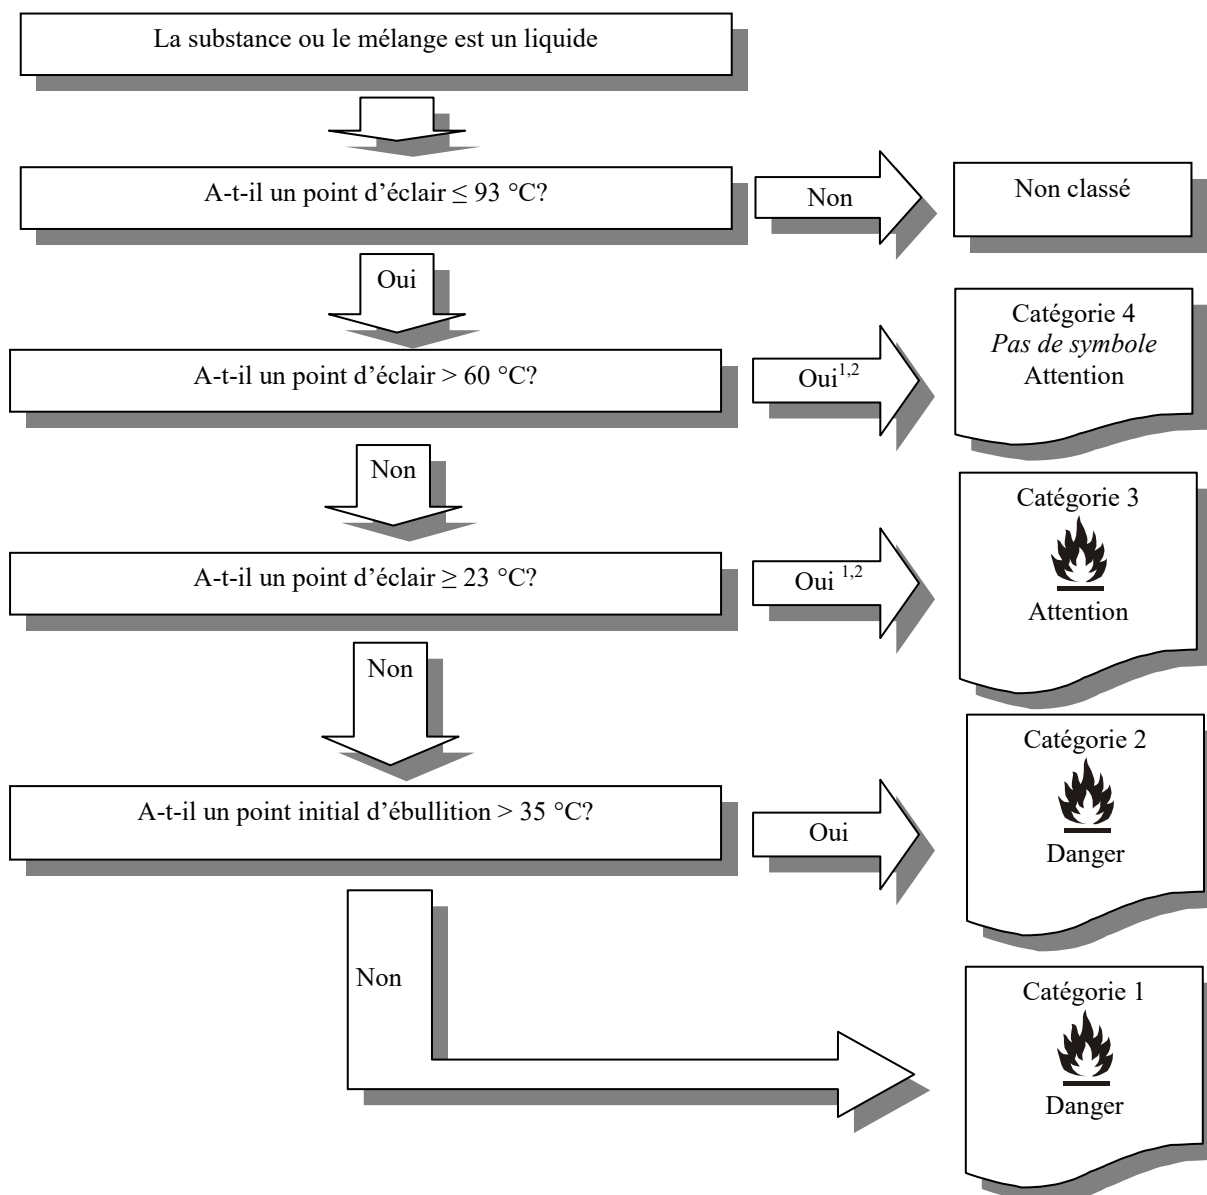 La substance ou le mélange est un liquide
A-t-il un point d’éclair ≤ 93 °C?
Non
Non classé
Oui
A-t-il un point d’éclair > 60 °C?
Oui1,2
Catégorie 4
Pas de symbole
Attention
Non
A-t-il un point d’éclair ≥ 23 °C?
Oui 1,2
Catégorie 3
Attention
Non
A-t-il un point initial d’ébullition > 35 °C?
Oui
Catégorie 2
Danger
Non
Catégorie 1
Danger